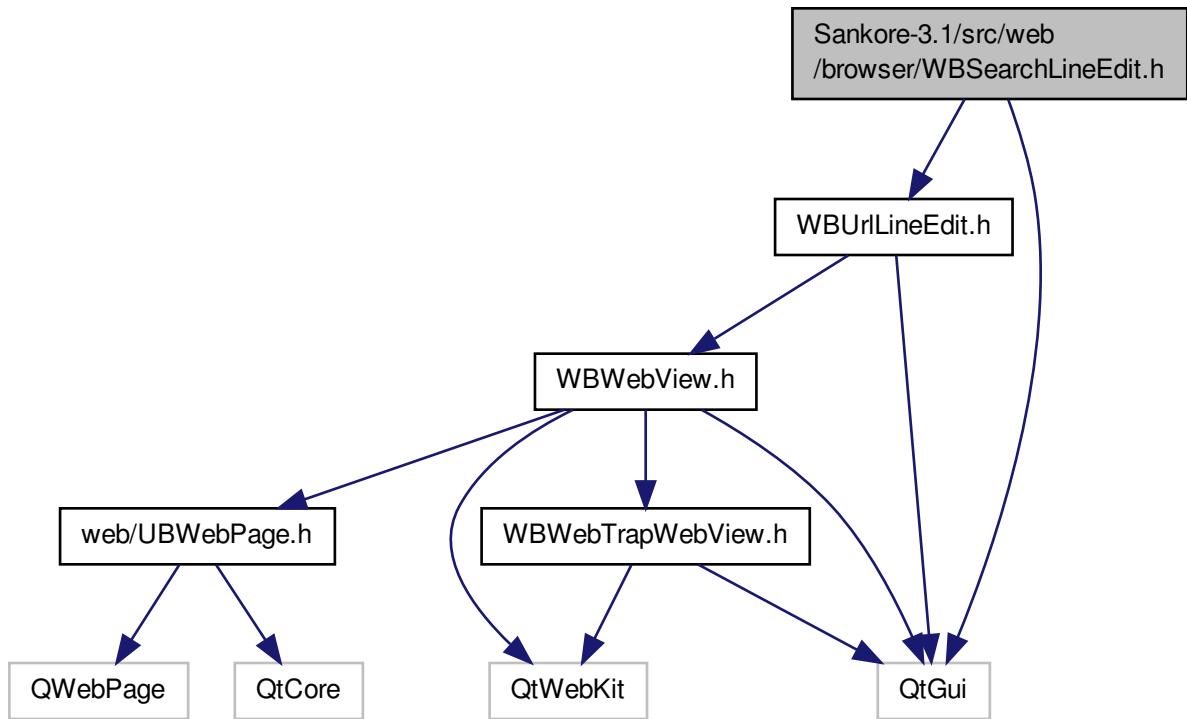 Sankore-3.1/src/web
/browser/WBSearchLineEdit.h
WBUrlLineEdit.h
WBWebView.h
web/UBWebPage.h
WBWebTrapWebView.h
QWebPage
QtCore
QtWebKit
QtGui